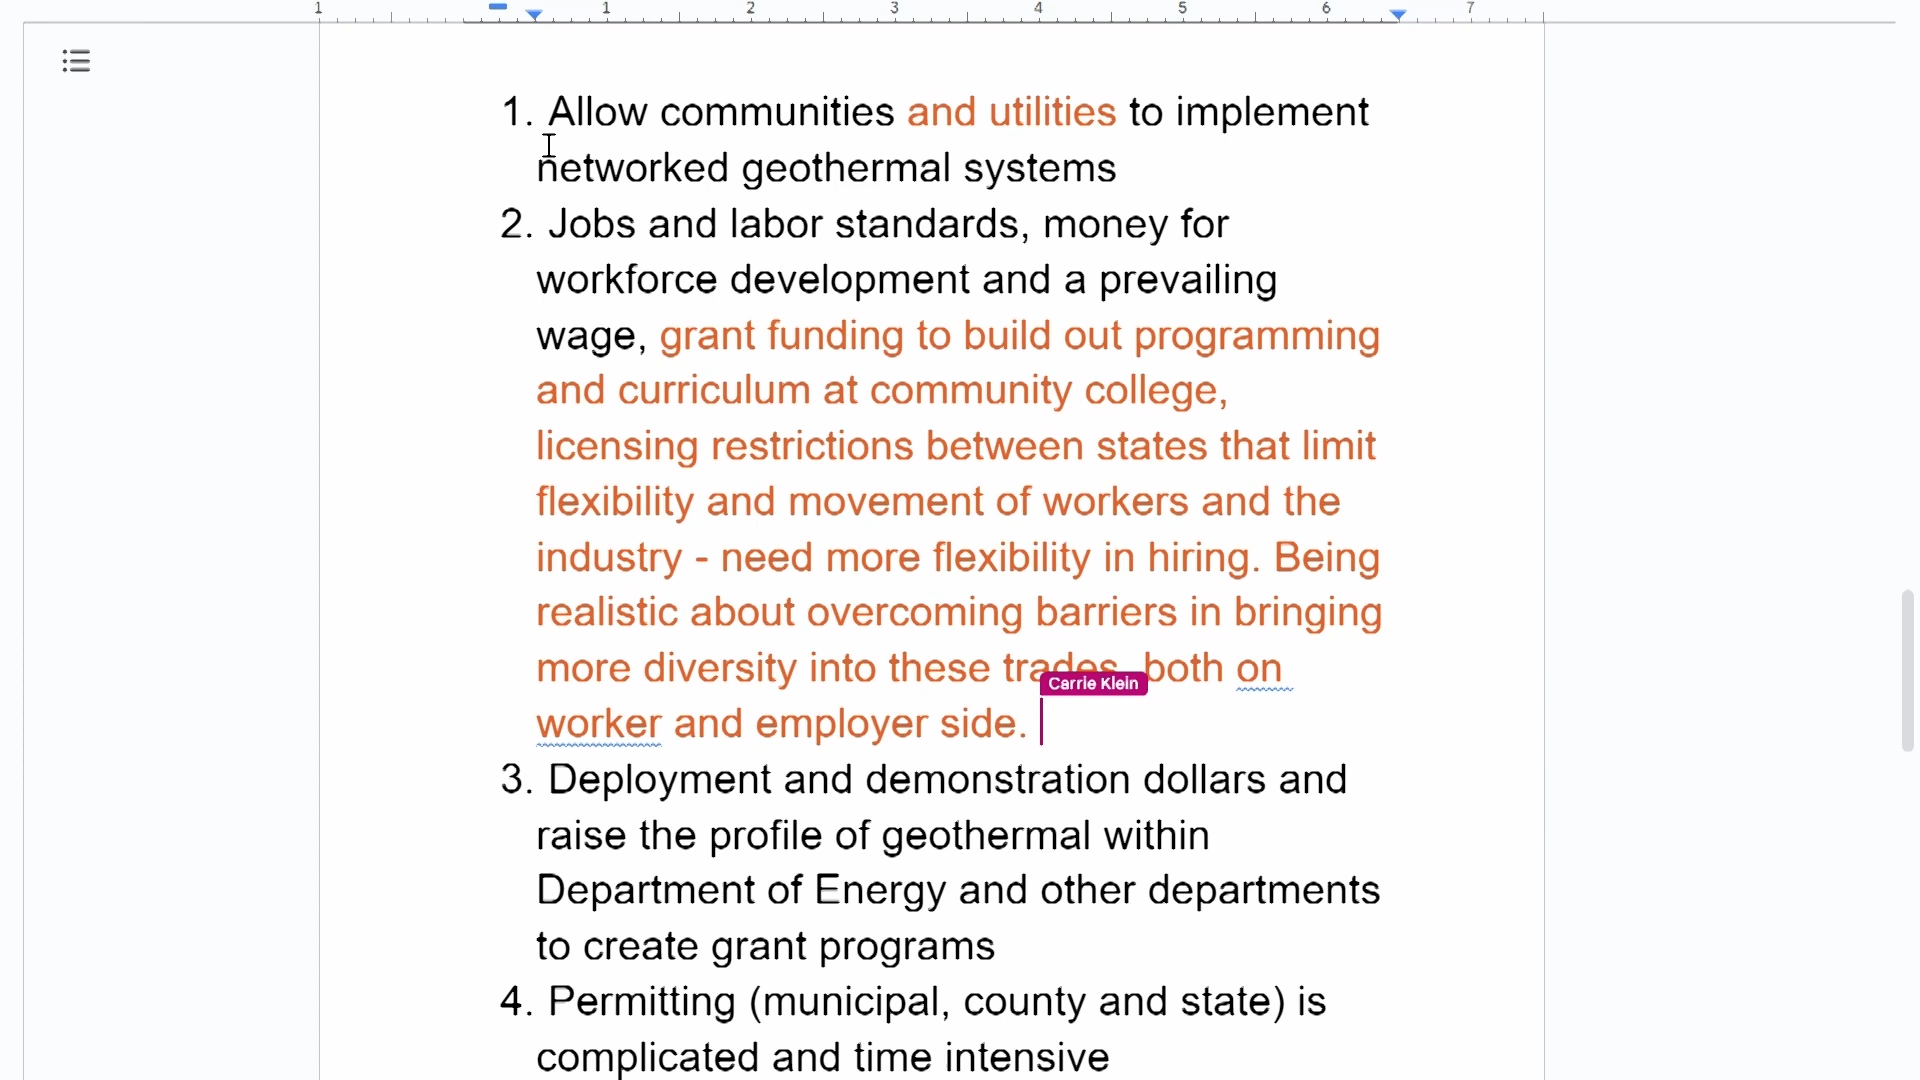 1 1 2 3 4 5 6 7
1. Allow communities and utilities to implement
networked geothermal systems
2. Jobs and labor standards, money for
workforce development and a prevailing
wage, grant funding to build out programming
and curriculum at community college,
licensing restrictions between states that limit
flexibility and movement of workers and the
industry - need more flexibility in hiring. Being
realistic about overcoming barriers in bringing
more diversity into these trades, both on
Carrie Klein
worker and employer side.
3. Deployment and demonstration dollars and
raise the profile of geothermal within
Department of Energy and other departments
to create grant programs
4. Permitting (municipal, county and state) is
complicated and time intensive